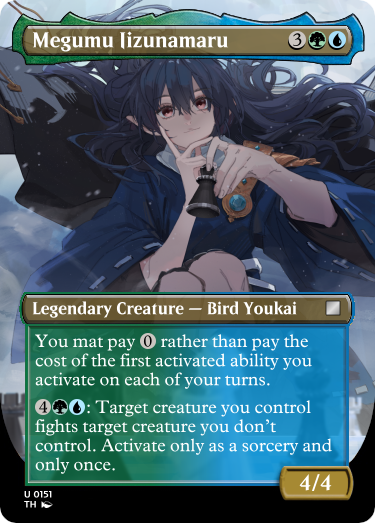 Megumu Iizunamaru 3
Legendary Creature — Bird Youkai
You mat pay 0 rather than pay the
cost of the first activated ability you
activate on each of your turns.
4: Target creature you control
fights target creature you don't
control. Activate only as a sorcery and
only once.
4/4
U 0151
TH